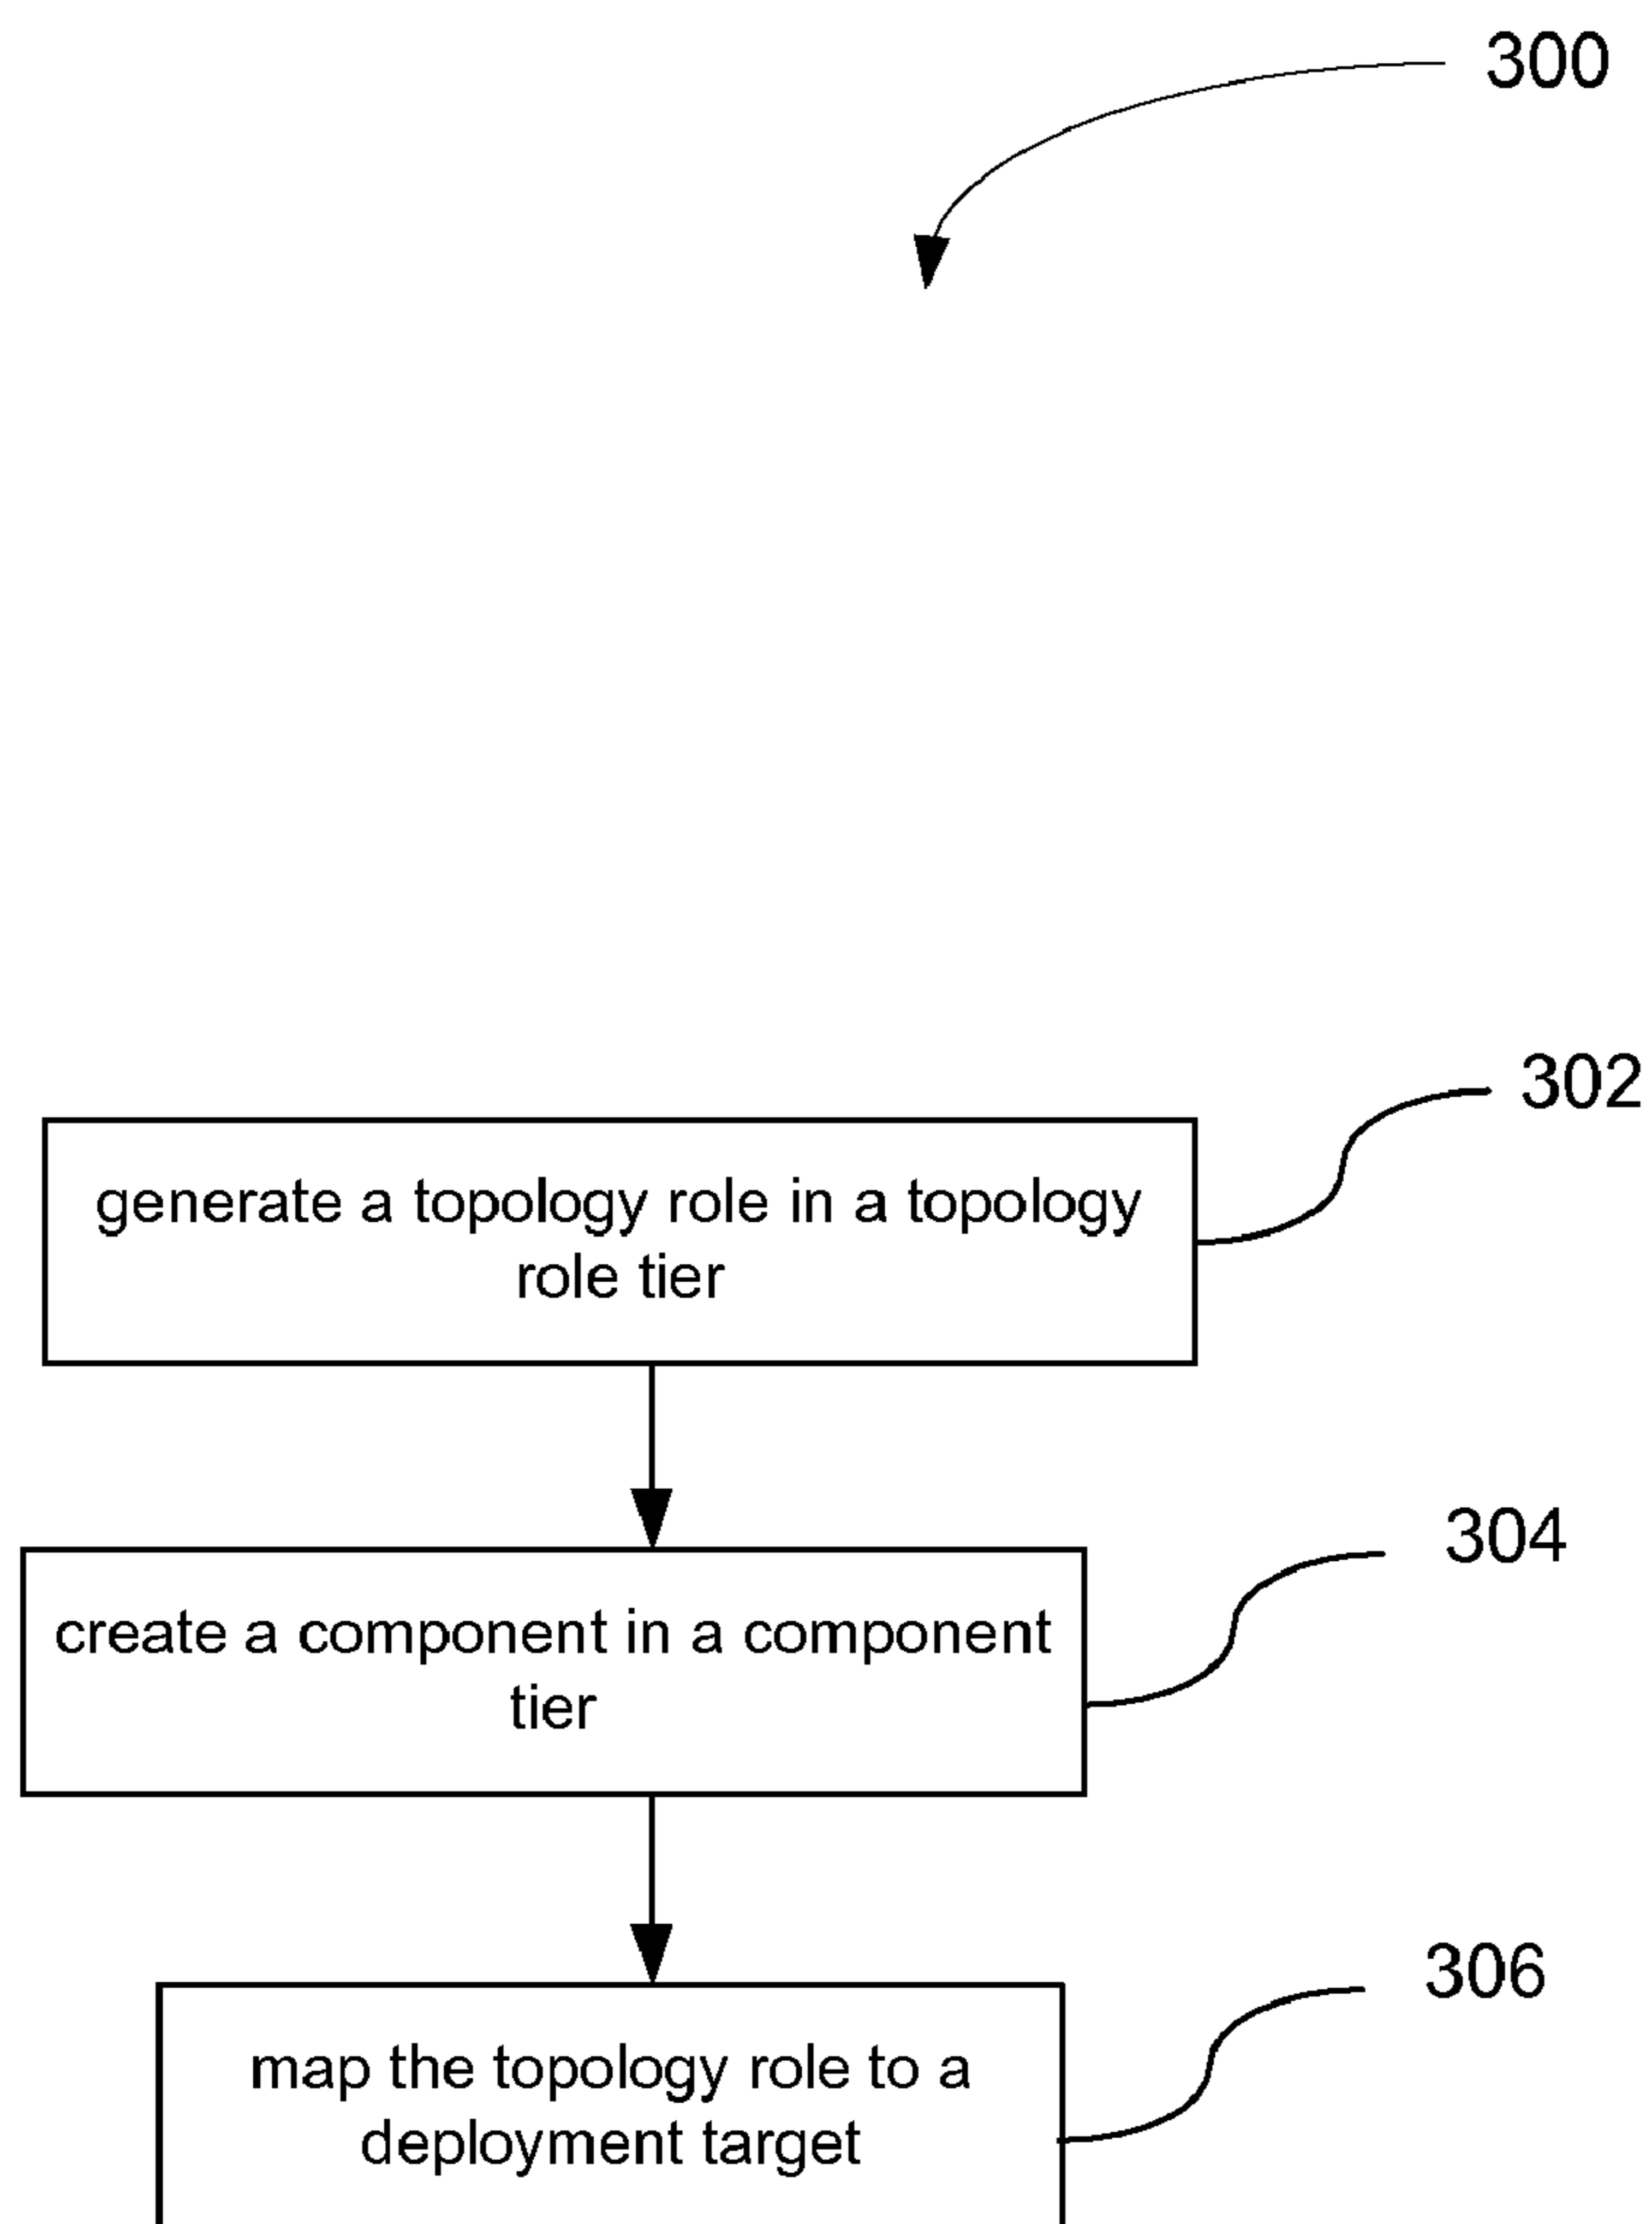 300
302
generate a topology role in a topology
role tier
304
create a component in a component
tier
306
map the topology role to a
deployment target